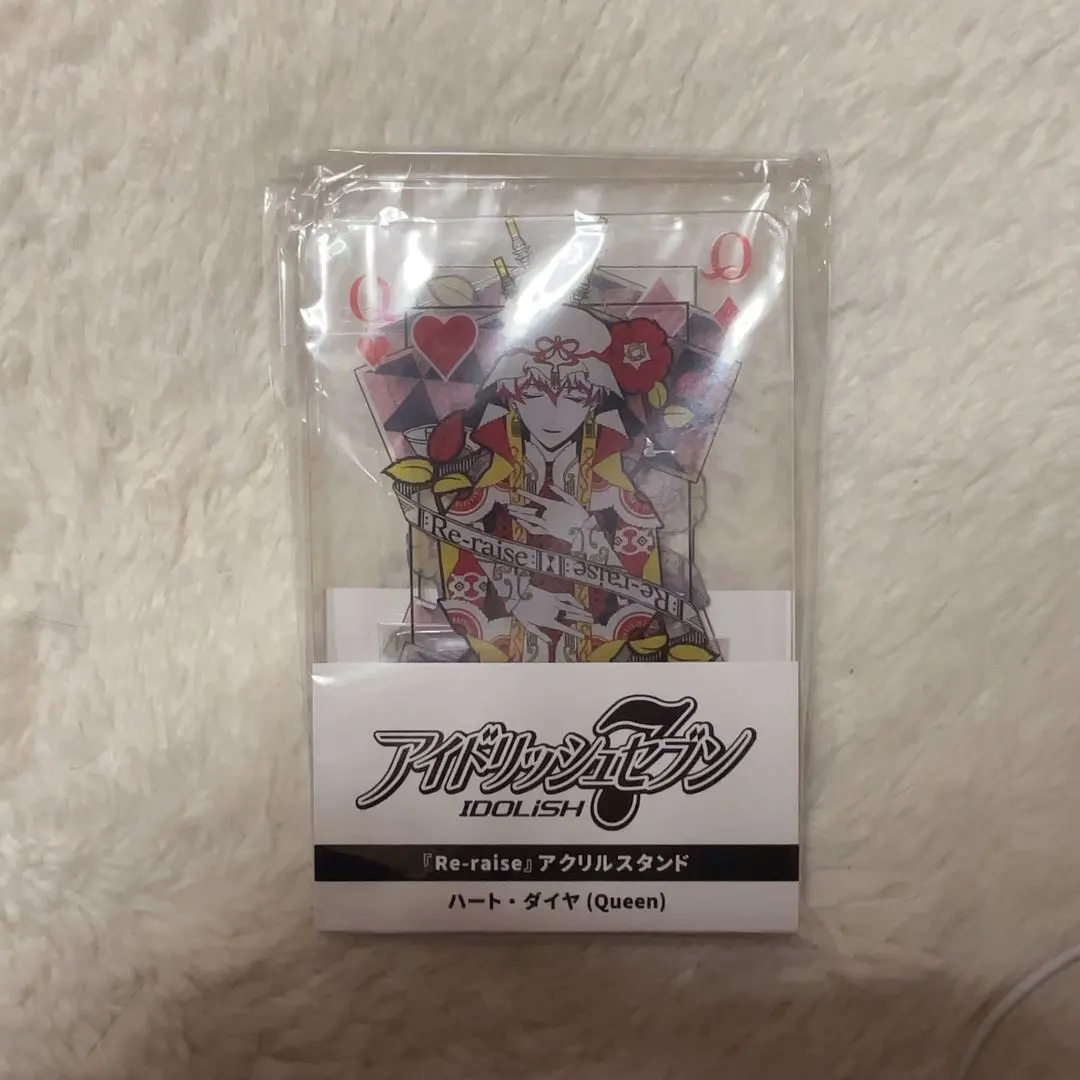 Q
Q
Re-raise Re-raise
アイドリッシュセブン
IDOLiSH7
『Re-raise』アクリルスタンド
ハート・ダイヤ (Queen)